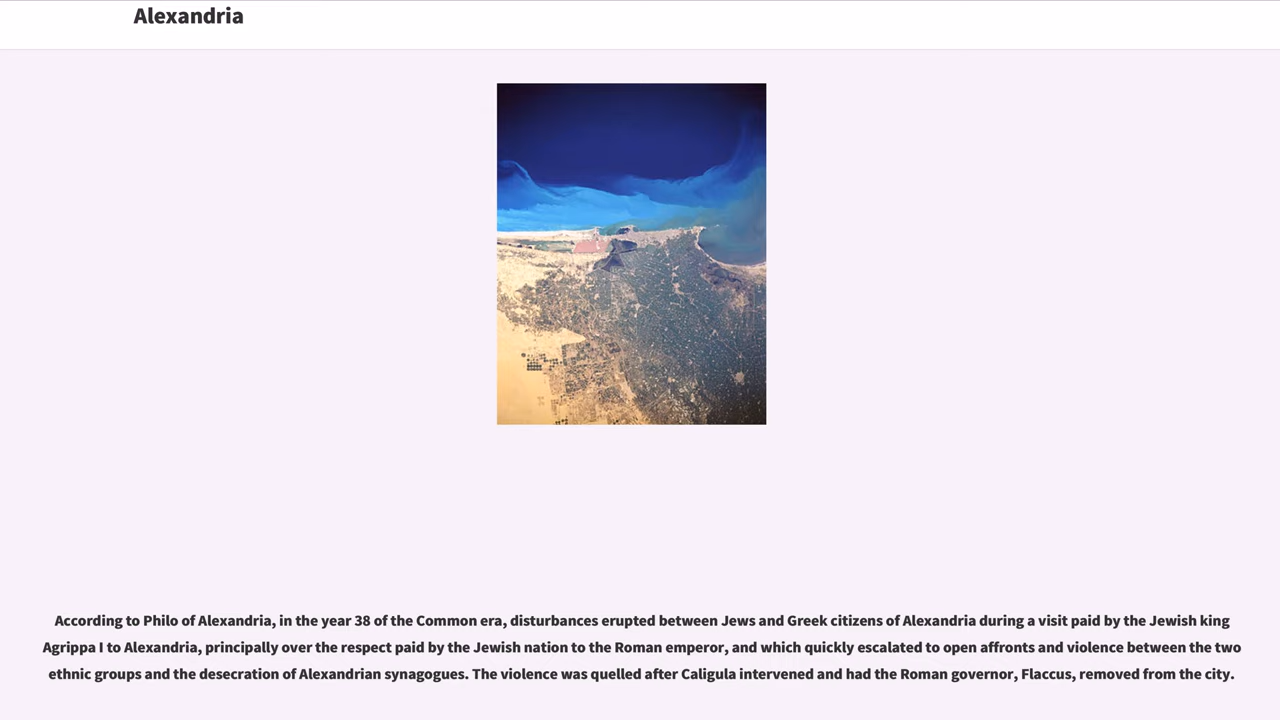 Alexandria
According to Philo of Alexandria, in the year 38 of the Common era, disturbances erupted between Jews and Greek citizens of Alexandria during a visit paid by the Jewish king
Agrippa I to Alexandria, principally over the respect paid by the Jewish nation to the Roman emperor, and which quickly escalated to open affronts and violence between the two
ethnic groups and the desecration of Alexandrian synagogues. The violence was quelled after Caligula intervened and had the Roman governor, Flaccus, removed from the city.